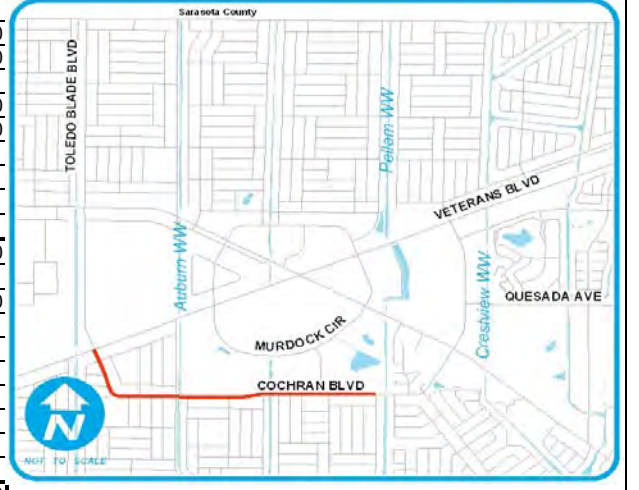 Sarasota County
TOLEDO BLADE BLVD
Pellam WW
VETERANS BLVD
Auburn WW
Crestview WW
QUESADA AVE
MURDOCK CIR
COCHRAN BLVD
N
NOT TO SCALE